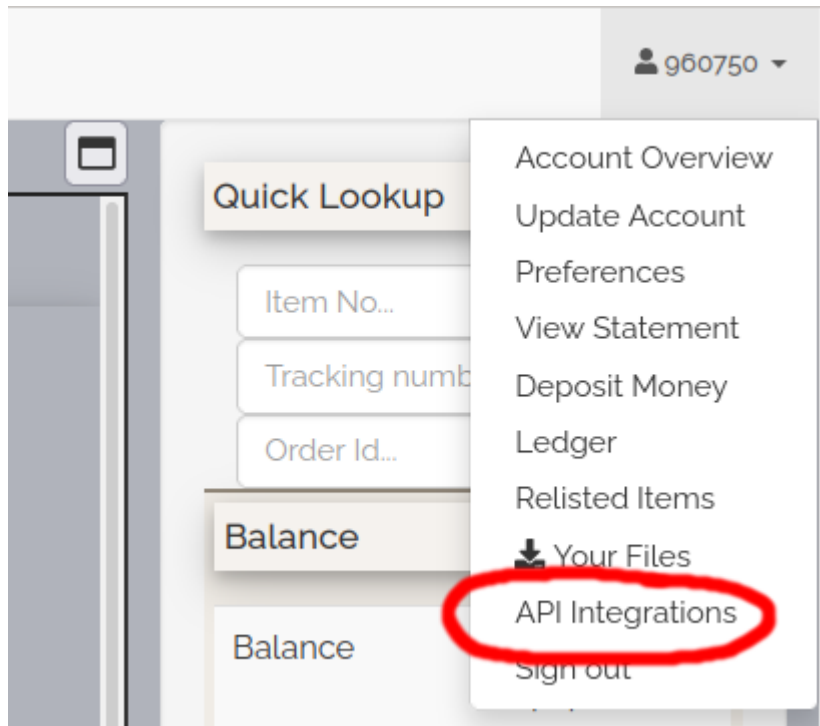 960750
Quick Lookup
Item No...
Tracking numb
Order Id...
Balance
Balance
Account Overview
Update Account
Preferences
View Statement
Deposit Money
Ledger
Relisted Items
Your Files
API Integrations
Sign out